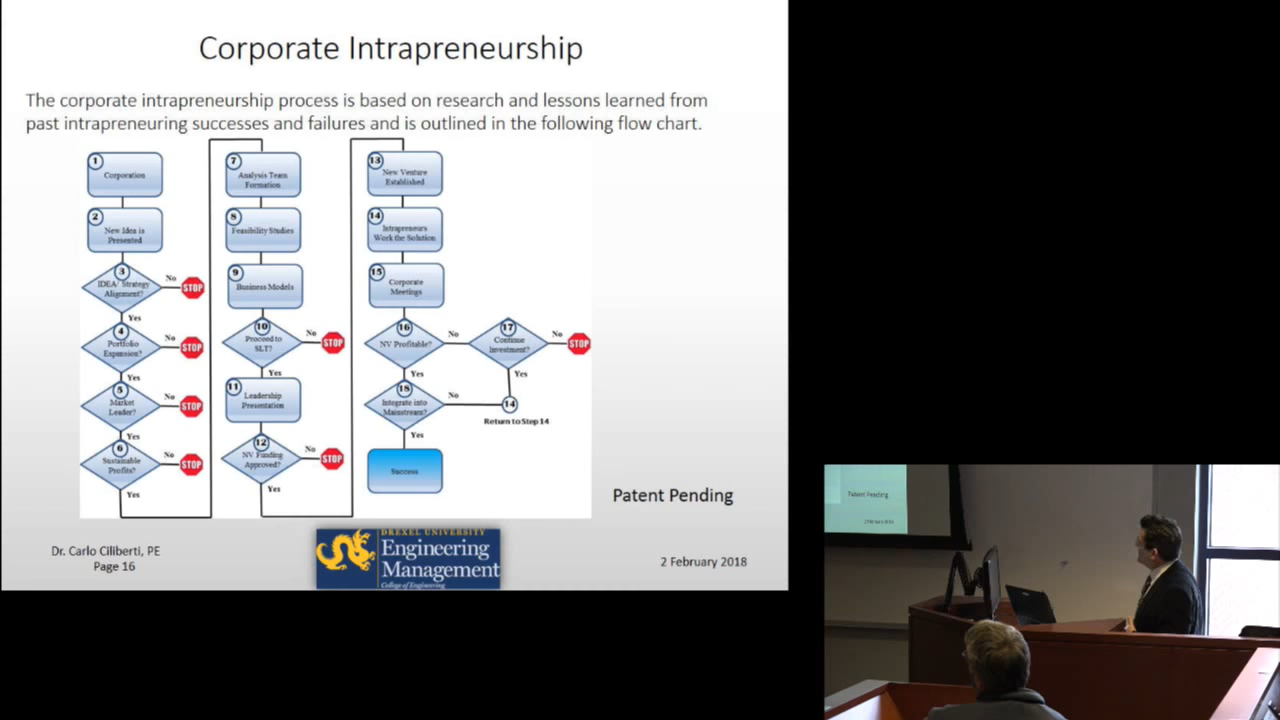 Corporate Intrapreneurship
The corporate intrapreneurship process is based on research and lessons learned from
past intrapreneuring successes and failures and is outlined in the following flow chart.
1
Corporation
2
New Idea is
Presented
3
IDEA/ Strategy
Alignment?
No
STOP
Yes
4
Portfolio
Expansion?
No
STOP
Yes
5
Market
Leader?
No
STOP
Yes
6
Sustainable
Profits?
No
STOP
Yes
7
Analysis Team
Formation
8
Feasibility Studies
9
Business Models
10
Proceed to
SLT?
No
STOP
Yes
11
Leadership
Presentation
12
NV Funding
Approved?
No
STOP
Yes
13
New Venture
Established
14
Intrapreneurs
Work the Solution
15
Corporate
Meetings
16
NV Profitable?
No
Yes
17
Continue
Investment?
No
STOP
Yes
18
Integrate into
Mainstream?
No
14
Return to Step 14
Yes
Success
Patent Pending
Dr. Carlo Ciliberti, PE
Page 16
DREXEL UNIVERSITY
Engineering
Management
College of Engineering
2 February 2018
Patent Pending
2 February 2018